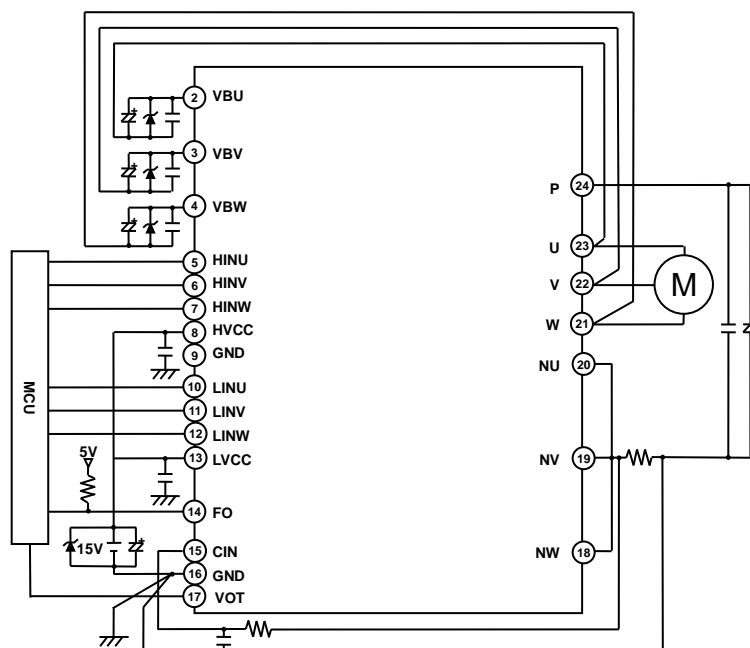 2 VBU
3 VBV
4 VBW
5 HINU
6 HINV
7 HINW
8 HVCC
9 GND
10 LINU
11 LINV
12 LINW
13 LVCC
14 FO
15 CIN
16 GND
17 VOT
MCU
5V
15V
+
+
+
+
P 24
U 23
V 22
W 21
NU 20
NV 19
NW 18
M